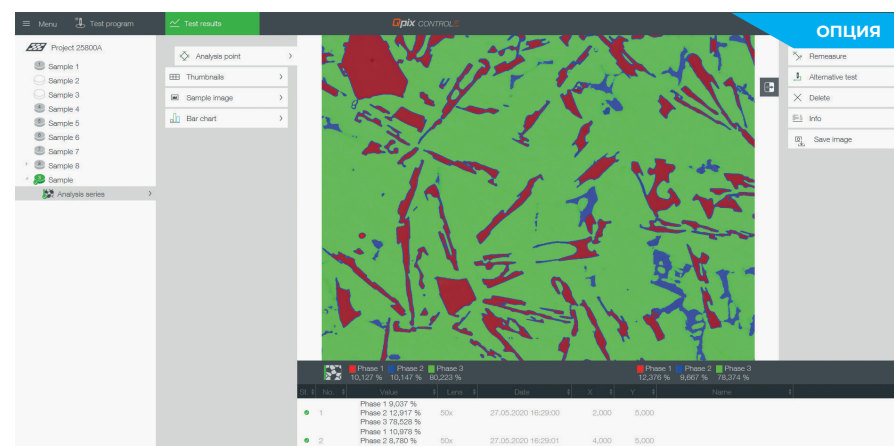 Menu
Test program
Test results
Qpix CONTROL2
ОПЦИЯ
Project 25800A
Sample 1
Sample 2
Sample 3
Sample 4
Sample 5
Sample 6
Sample 7
Sample 8
Sample
Analysis series
Analysis point
Thumbnails
Sample image
Bar chart
Remeasure
Alternative test
Delete
Info
Save image
Phase 1 Phase 2 Phase 3
10,127 % 10,147 % 80,223 %
Phase 1 Phase 2 Phase 3
12,376 % 9,667 % 78,374 %
St. No. Value Lens Date X Y Name
Phase 1 9,037 %
1 Phase 2 12,917 % 50x 27.05.2020 16:29:00 2,000 5,000
Phase 3 78,528 %
Phase 1 10,978 %
2 Phase 2 8,780 % 50x 27.05.2020 16:29:01 4,000 5,000